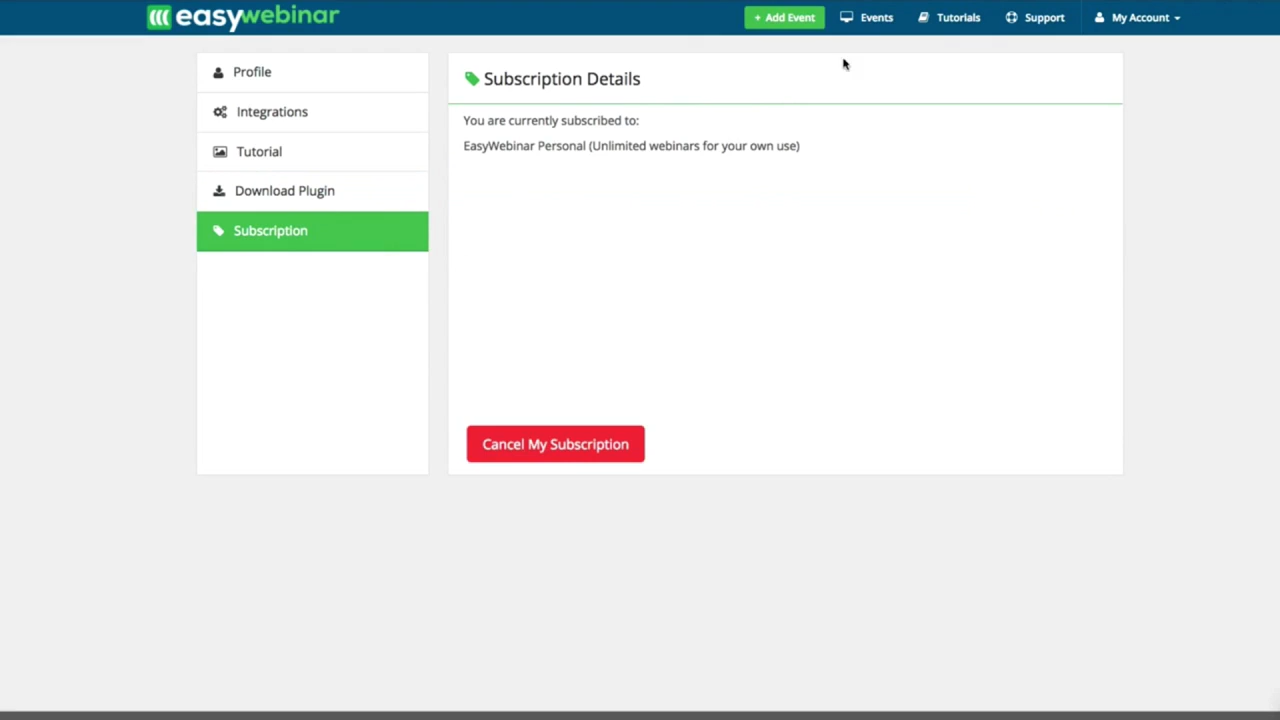 easywebinar
+ Add Event
Events
Tutorials
Support
My Account
Profile
Integrations
Tutorial
Download Plugin
Subscription
Subscription Details
You are currently subscribed to:
EasyWebinar Personal (Unlimited webinars for your own use)
Cancel My Subscription